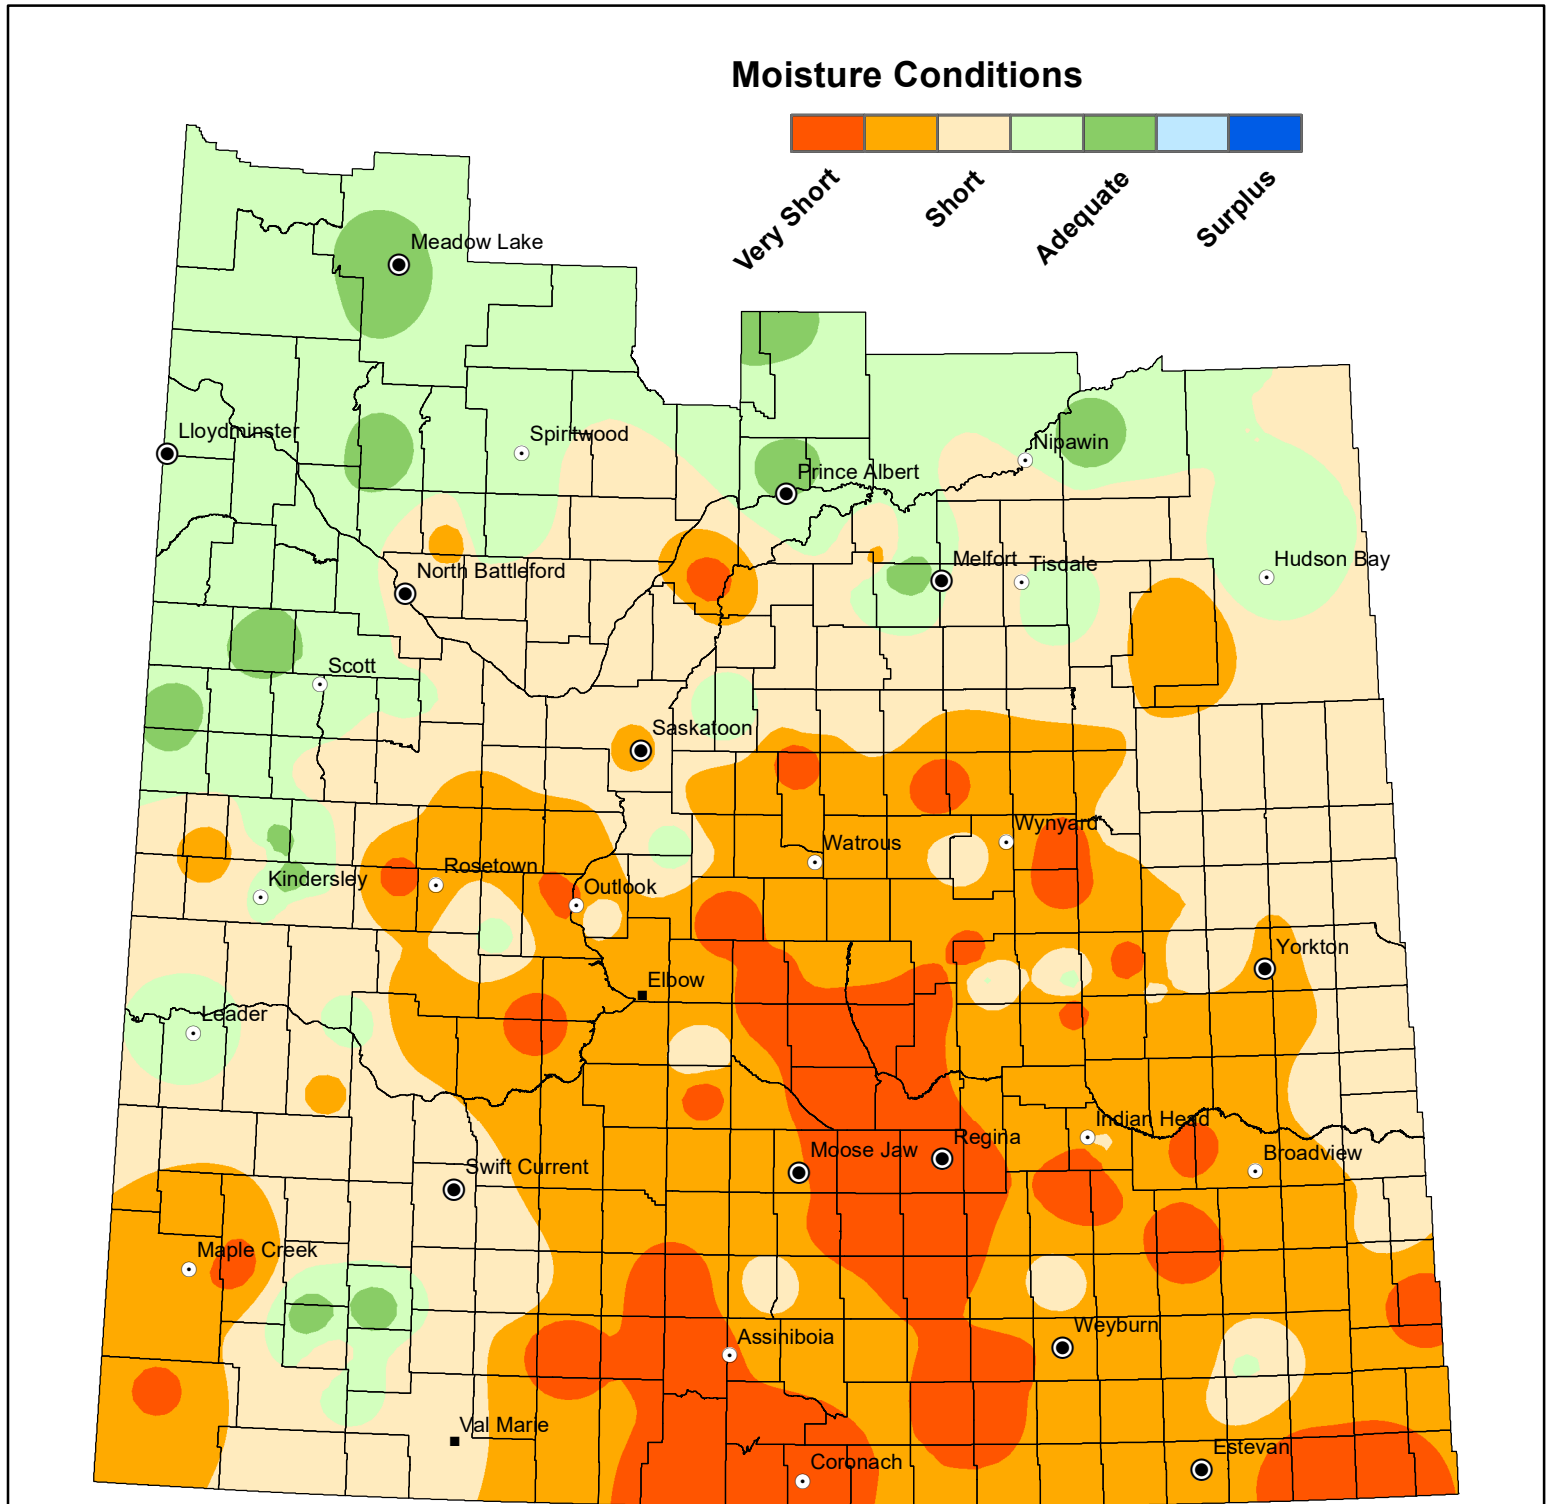 Moisture Conditions
Very Short
Short
Adequate
Surplus
Meadow Lake
Lloydminster
Spiritwood
Nipawin
Prince Albert
Hudson Bay
Melfort
Tisdale
North Battleford
Scott
Saskatoon
Wynyard
Watrous
Rosetown
Kindersley
Outlook
Yorkton
Elbow
Leader
Indian Head
Regina
Moose Jaw
Broadview
Swift Current
Maple Creek
Weyburn
Assiniboia
Val Marie
Estevan
Coronach